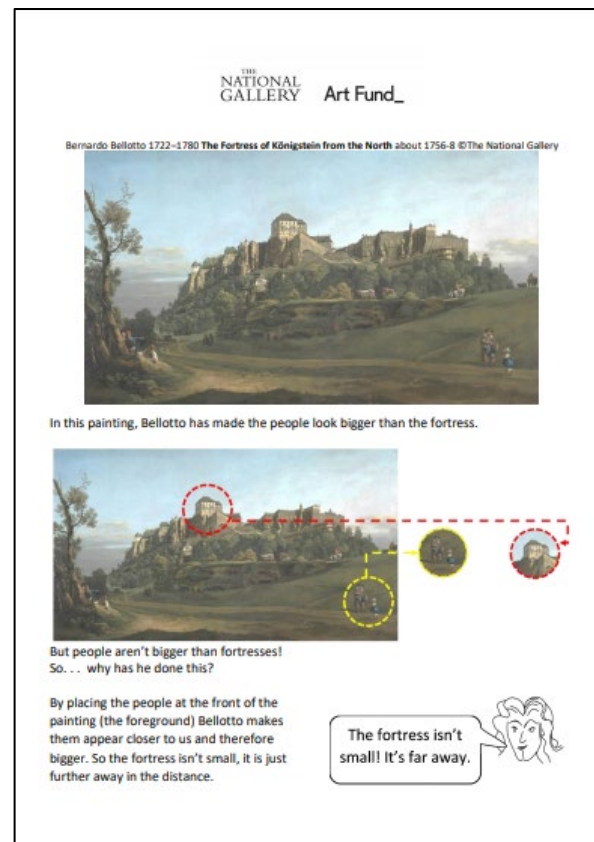 THE
NATIONAL
GALLERY
Art Fund_
Bernardo Bellotto 1722–1780 The Fortress of Königstein from the North about 1756-8 ©The National Gallery
In this painting, Bellotto has made the people look bigger than the fortress.
But people aren’t bigger than fortresses!
So. . . why has he done this?
By placing the people at the front of the
painting (the foreground) Bellotto makes
them appear closer to us and therefore
bigger. So the fortress isn’t small, it is just
further away in the distance.
The fortress isn’t
small! It’s far away.